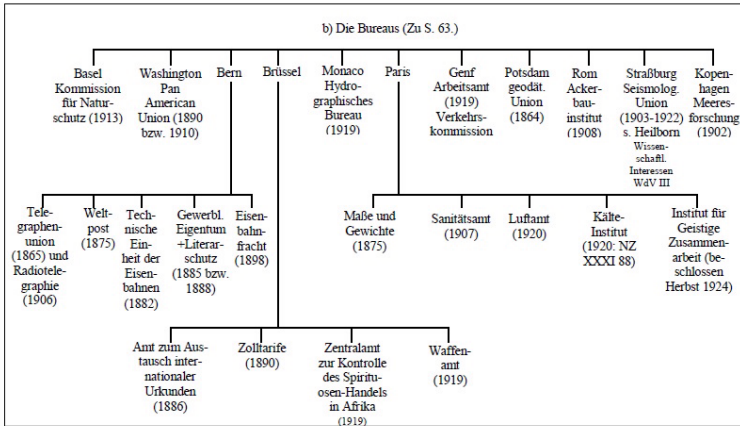 b) Die Bureaus (Zu S. 63.)
Basel
Kommission
für Natur-
schutz (1913)
Washington
Pan
American
Union (1890
bzw. 1910)
Bern
Brüssel
Monaco
Hydro-
graphisches
Bureau
(1919)
Paris
Genf
Arbeitsamt
(1919)
Verkehrs-
kommission
Potsdam
geodät.
Union
(1864)
Rom
Acker-
bau-
institut
(1908)
Straßburg
Seismolog.
Union
(1903-1922)
s. Heilborn
Wissen-
schaftl.
Interessen
WdV III
Kopen-
hagen
Meeres-
forschung
(1902)
Tele-
graphen-
union
(1865) und
Radiotele-
graphie
(1906)
Welt-
post
(1875)
Tech-
nische
Ein-
heit der
Eisen-
bahnen
(1882)
Gewerbl.
Eigentum
+Literar-
schutz
(1885 bzw.
1888)
Eisen-
bahn-
fracht
(1898)
Maße und
Gewichte
(1875)
Sanitätsamt
(1907)
Luftamt
(1920)
Kälte-
Institut
(1920: NZ
XXXI 88)
Institut für
Geistige
Zusammen-
arbeit (be-
schlossen
Herbst 1924)
Amt zum Aus-
tausch inter-
nationaler
Urkunden
(1886)
Zolltarife
(1890)
Zentralamt
zur Kontrolle
des Spiritu-
osen-Handels
in Afrika
(1919)
Waffen-
amt
(1919)